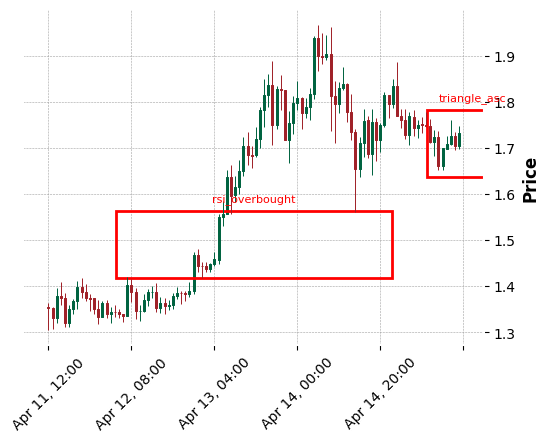 1.9
triangle_asc
1.8
1.7
Price
1.6
rsi_overbought
1.5
1.4
1.3
Apr 11, 12:00
Apr 12, 08:00
Apr 13, 04:00
Apr 14, 00:00
Apr 14, 20:00